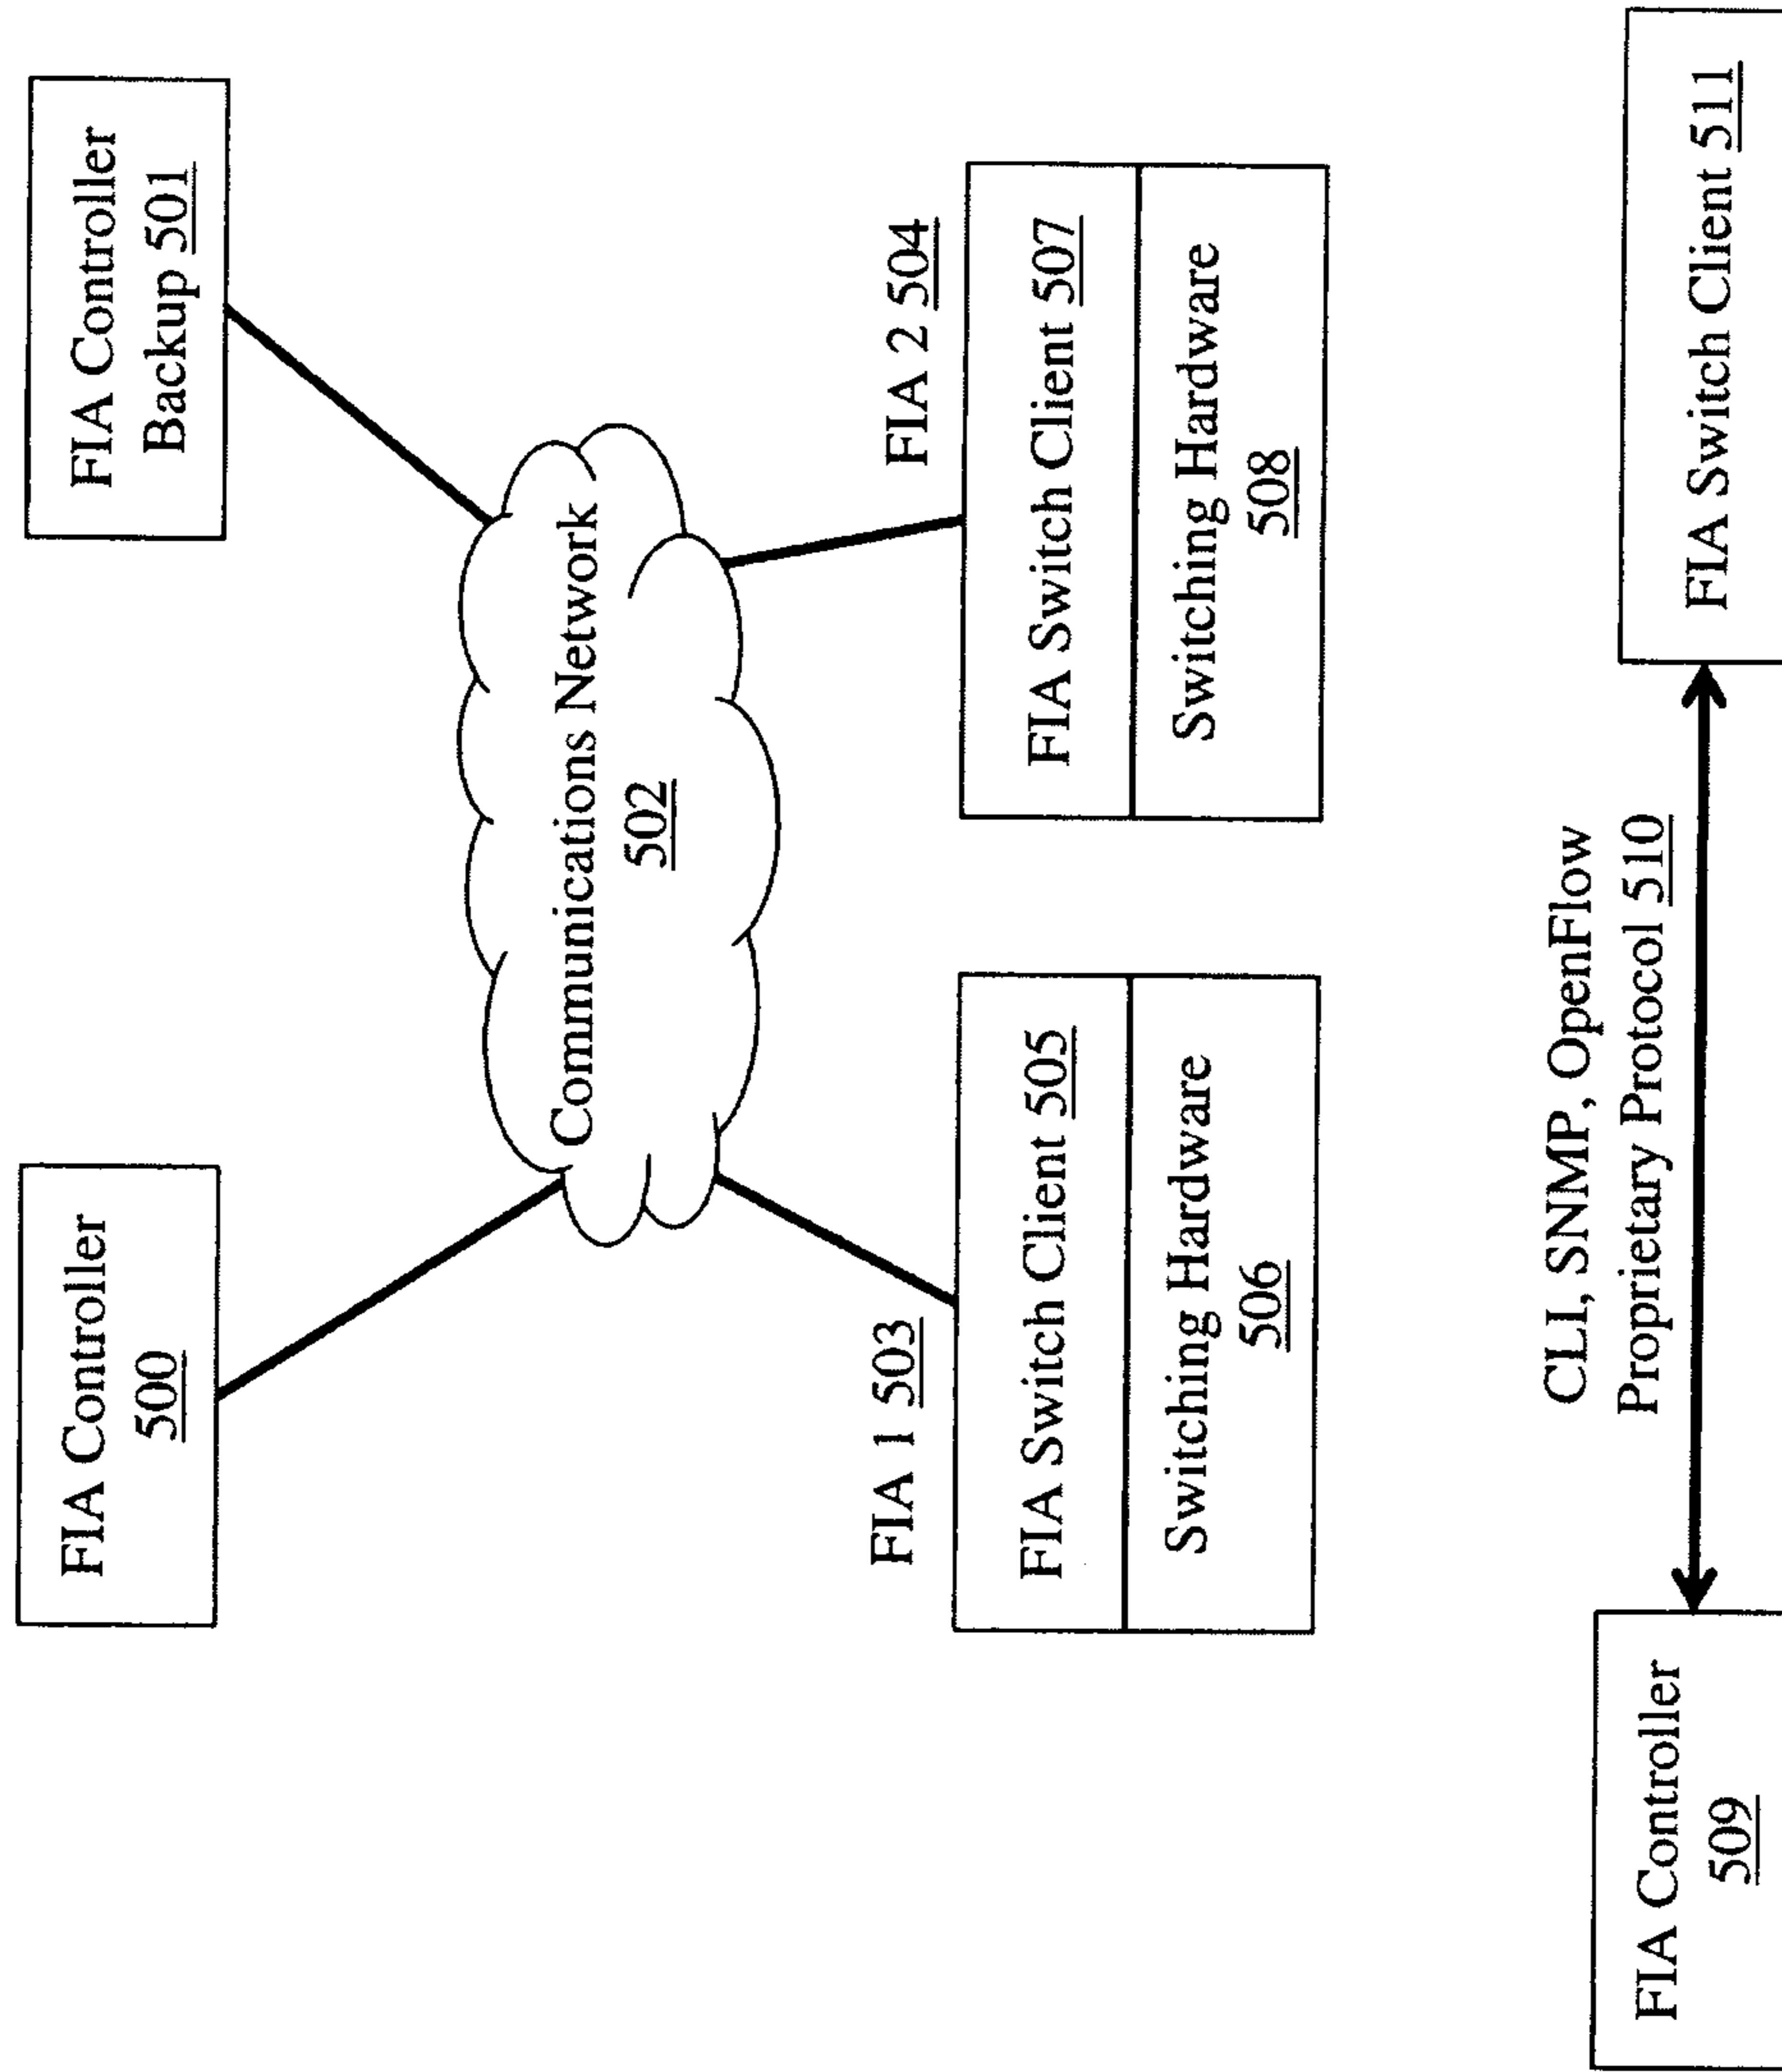 FIA Controller
500
FIA Controller
Backup 501
Communications Network
502
FIA 1 503
FIA Switch Client 505
Switching Hardware
506
FIA 2 504
FIA Switch Client 507
Switching Hardware
508
FIA Controller
509
CLI, SNMP, OpenFlow
Proprietary Protocol 510
FIA Switch Client 511